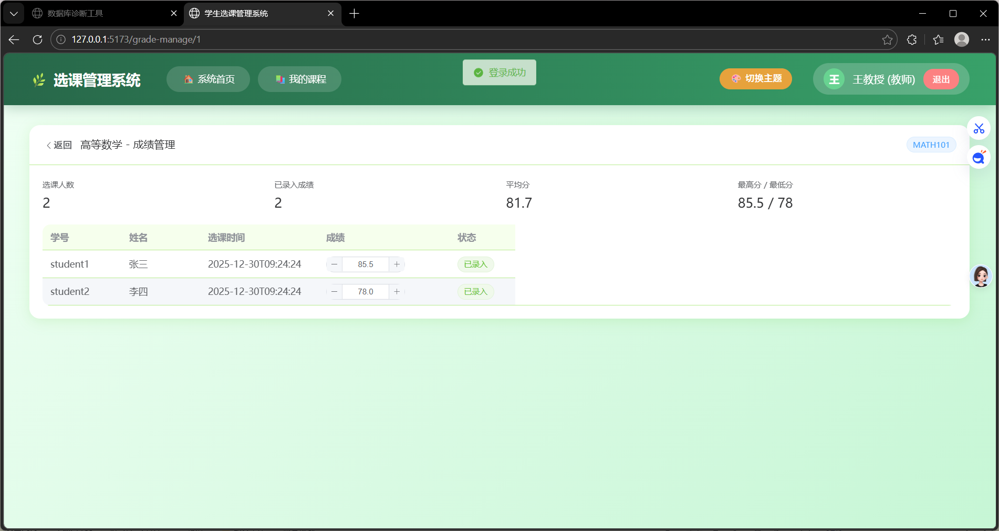 数据库诊断工具
学生选课管理系统
127.0.0.1:5173/grade-manage/1
选课管理系统
系统首页
我的课程
登录成功
切换主题
王
王教授 (教师)
退出
返回
高等数学 - 成绩管理
MATH101
选课人数
2
已录入成绩
2
平均分
81.7
最高分 / 最低分
85.5 / 78
学号 姓名 选课时间 成绩 状态
student1 张三 2025-12-30T09:24:24 85.5 已录入
student2 李四 2025-12-30T09:24:24 78.0 已录入